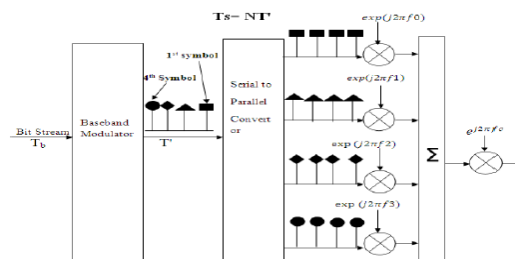 Ts= NT'
1st symbol
4th Symbol
Bit Stream
Tb
Baseband
Modulator
T'
Serial to
Parallel
Convert
or
exp(j2πf0)
exp(j2πf1)
exp (j2πf2)
exp (j2πf3)
Σ
e^j2πfc